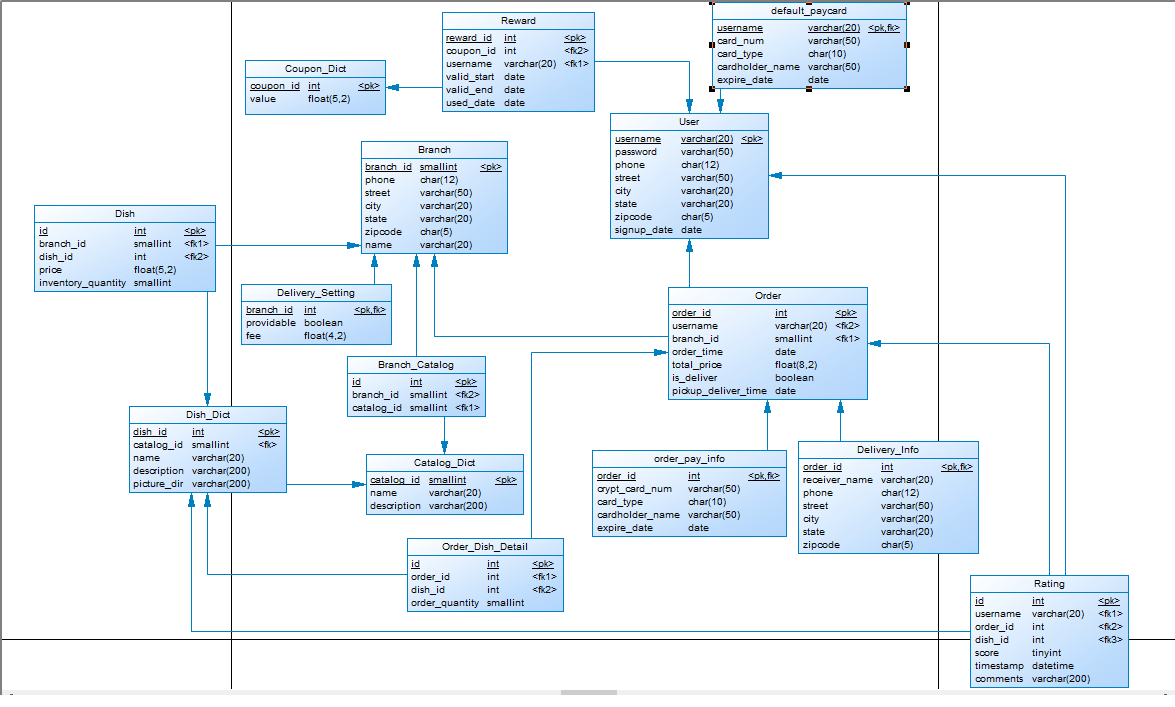 default_paycard
username varchar(20) <pk,fk>
card_num varchar(50)
card_type char(10)
cardholder_name varchar(50)
expire_date date
Reward
reward_id int <pk>
coupon_id int <fk2>
username varchar(20) <fk1>
valid_start date
valid_end date
used_date date
Coupon_Dict
coupon_id int <pk>
value float(5,2)
User
username varchar(20) <pk>
password varchar(50)
phone char(12)
street varchar(50)
city varchar(20)
state varchar(20)
zipcode char(5)
signup_date date
Branch
branch_id smallint <pk>
phone char(12)
street varchar(50)
city varchar(20)
state varchar(20)
zipcode char(5)
name varchar(20)
Dish
id int <pk>
branch_id smallint <fk1>
dish_id int <fk2>
price float(5,2)
inventory_quantity smallint
Delivery_Setting
branch_id int <pk,fk>
providable boolean
fee float(4,2)
Order
order_id int <pk>
username varchar(20) <fk2>
branch_id smallint <fk1>
order_time date
total_price float(8,2)
is_deliver boolean
pickup_deliver_time date
Branch_Catalog
id int <pk>
branch_id smallint <fk2>
catalog_id smallint <fk1>
Dish_Dict
dish_id int <pk>
catalog_id smallint <fk>
name varchar(20)
description varchar(200)
picture_dir varchar(200)
Catalog_Dict
catalog_id smallint <pk>
name varchar(20)
description varchar(200)
order_pay_info
order_id int <pk,fk>
crypt_card_num varchar(50)
card_type char(10)
cardholder_name varchar(50)
expire_date date
Delivery_Info
order_id int <pk,fk>
receiver_name varchar(20)
phone char(12)
street varchar(50)
city varchar(20)
state varchar(20)
zipcode char(5)
Order_Dish_Detail
id int <pk>
order_id int <fk1>
dish_id int <fk2>
order_quantity smallint
Rating
id int <pk>
username varchar(20) <fk1>
order_id int <fk2>
dish_id int <fk3>
score tinyint
timestamp datetime
comments varchar(200)